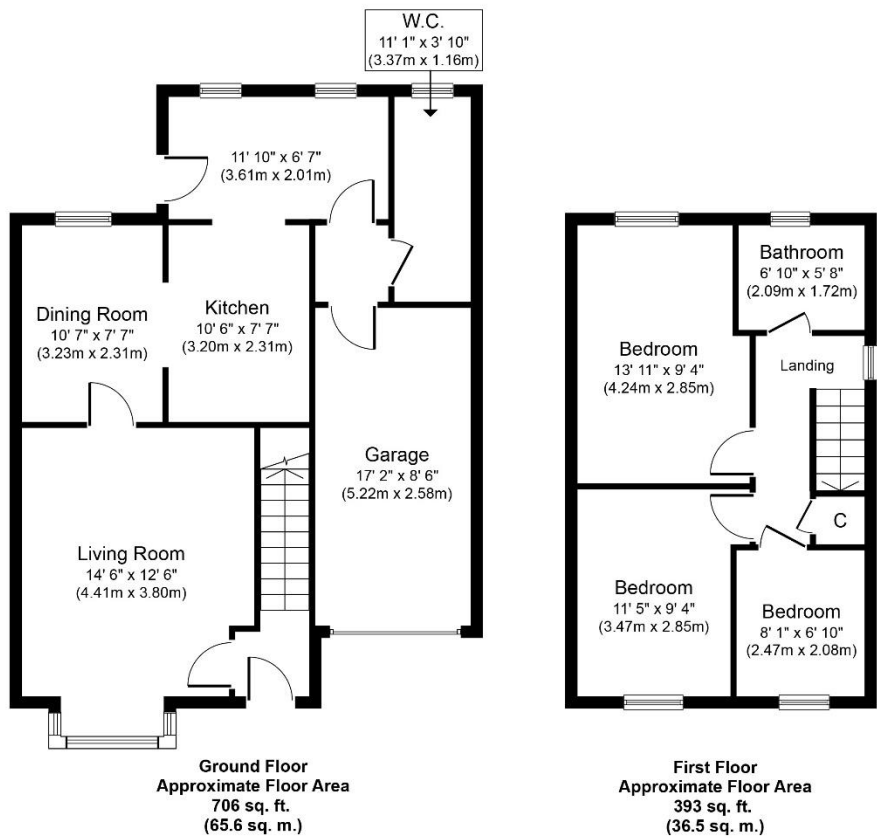 W.C.
11' 1" x 3' 10"
(3.37m x 1.16m)
11' 10" x 6' 7"
(3.61m x 2.01m)
Dining Room
10' 7" x 7' 7"
(3.23m x 2.31m)
Kitchen
10' 6" x 7' 7"
(3.20m x 2.31m)
Garage
17' 2" x 8' 6"
(5.22m x 2.58m)
Living Room
14' 6" x 12' 6"
(4.41m x 3.80m)
Ground Floor
Approximate Floor Area
706 sq. ft.
(65.6 sq. m.)
Bathroom
6' 10" x 5' 8"
(2.09m x 1.72m)
Bedroom
13' 11" x 9' 4"
(4.24m x 2.85m)
Landing
C
Bedroom
11' 5" x 9' 4"
(3.47m x 2.85m)
Bedroom
8' 1" x 6' 10"
(2.47m x 2.08m)
First Floor
Approximate Floor Area
393 sq. ft.
(36.5 sq. m.)